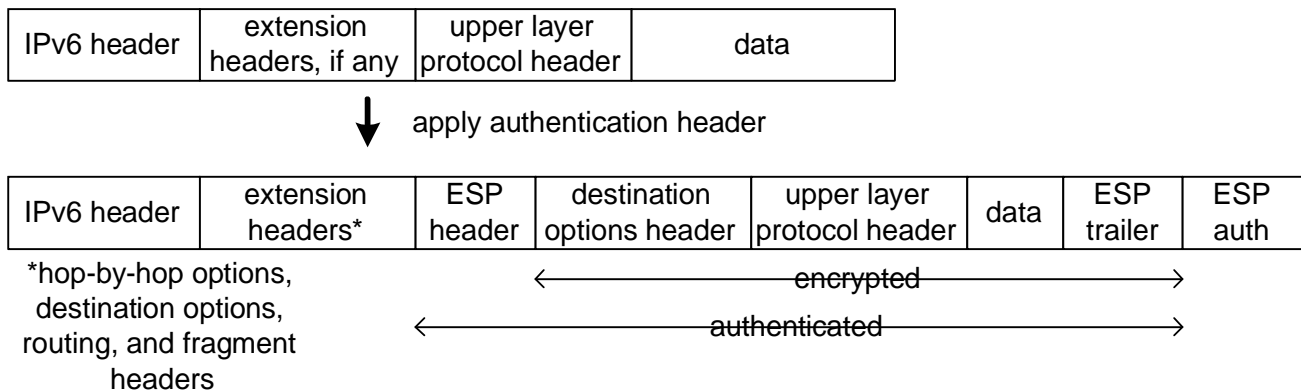 IPv6 header
extension
headers, if any
upper layer
protocol header
data
apply authentication header
IPv6 header
extension
headers*
ESP
header
destination
options header
upper layer
protocol header
data
ESP
trailer
ESP
auth
*hop-by-hop options,
destination options,
routing, and fragment
headers
encrypted
authenticated